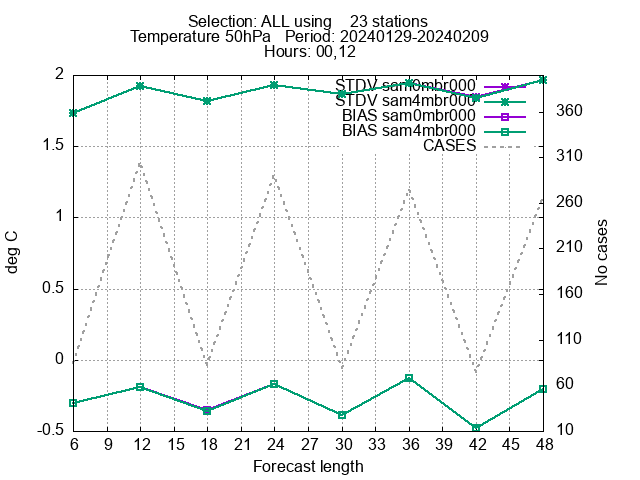 Selection: ALL using    23 stations
Temperature 50hPa   Period: 20240129-20240209
Hours: 00,12
STDV sam0mbr000
STDV sam4mbr000
BIAS sam0mbr000
BIAS sam4mbr000
CASES
2
1.5
1
0.5
0
-0.5
deg C
360
310
260
210
160
110
60
10
No cases
6 9 12 15 18 21 24 27 30 33 36 39 42 45 48
Forecast length